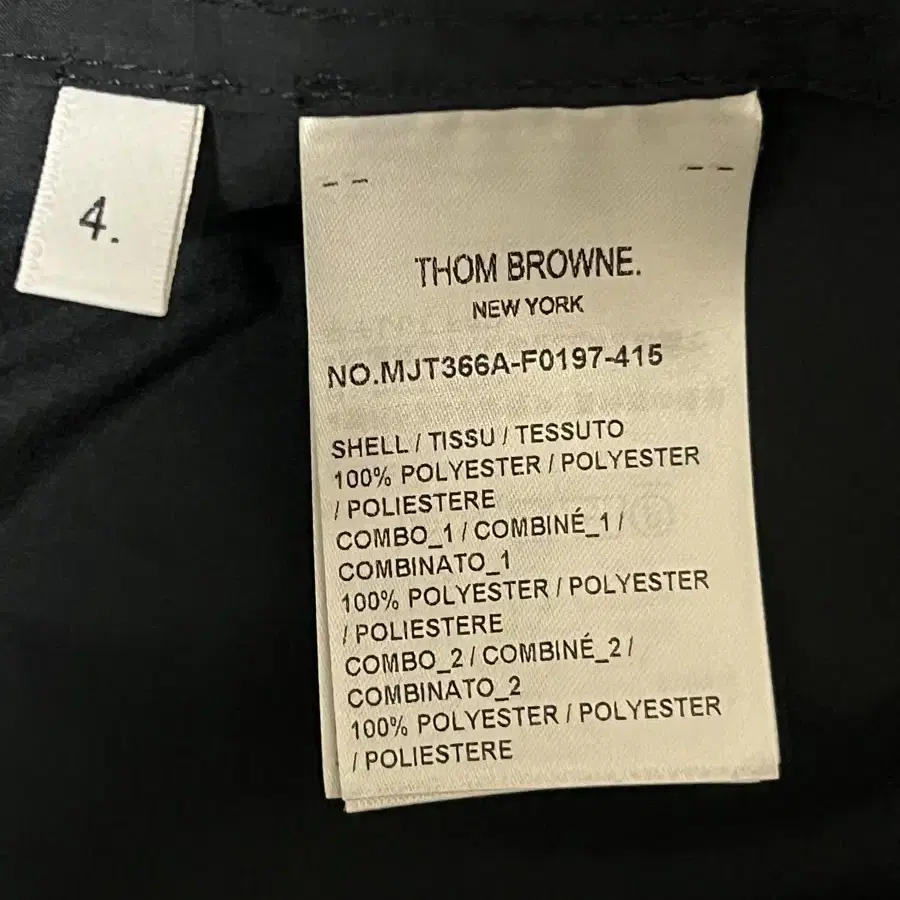 4.
THOM BROWNE.
NEW YORK
NO.MJT366A-F0197-415
SHELL / TISSU / TESSUTO
100% POLYESTER / POLYESTER
/ POLIESTERE
COMBO_1 / COMBINÉ_1 /
COMBINATO_1
100% POLYESTER / POLYESTER
/ POLIESTERE
COMBO_2 / COMBINÉ_2 /
COMBINATO_2
100% POLYESTER / POLYESTER
/ POLIESTERE